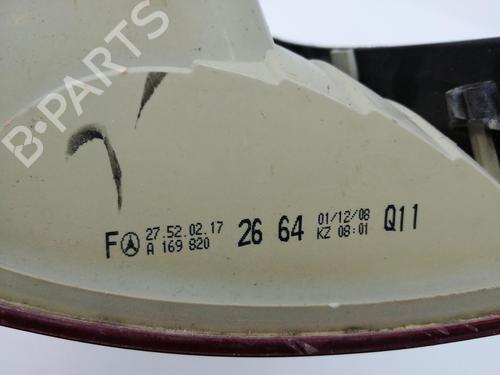 B-PARTS
F 27.52.02.17 26 64 01/12/08 Q11
A 169 820 KZ 08:01